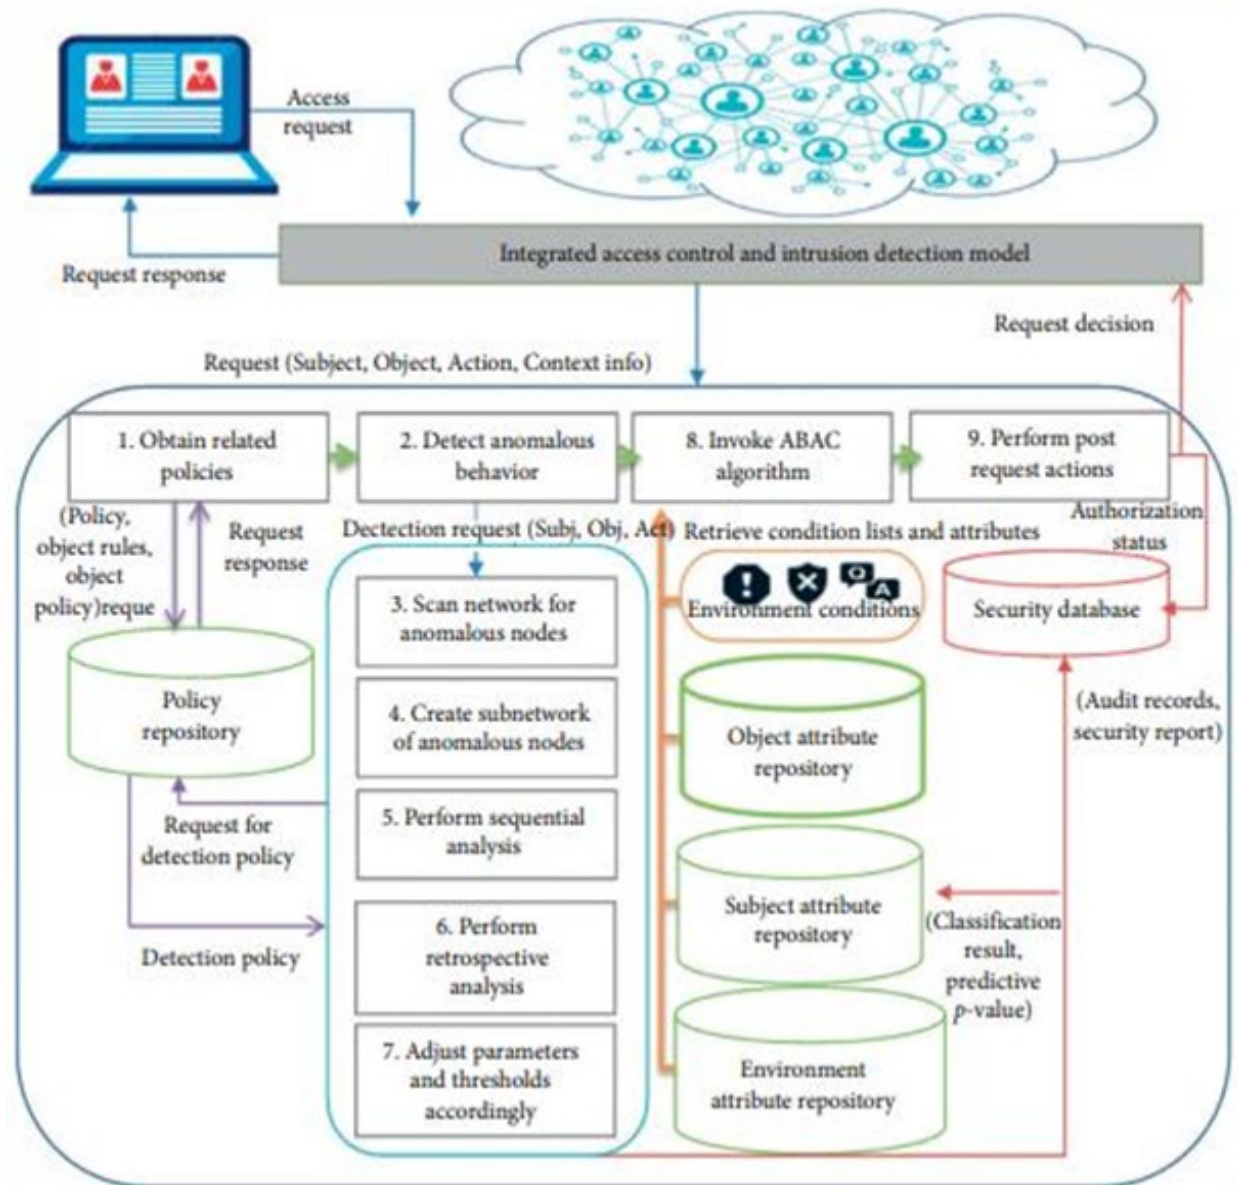 Access
request
Integrated access control and intrusion detection model
Request response
Request decision
Request (Subject, Object, Action, Context info)
1. Obtain related
policies
2. Detect anomalous
behavior
8. Invoke ABAC
algorithm
9. Perform post
request actions
(Policy,
object rules,
object
policy)reque
Request
response
Dectection request (Subj, Obj, Act)
Retrieve condition lists and attributes
Authorization
status
3. Scan network for
anomalous nodes
Q
A
Environment conditions
Security database
Policy
repository
4. Create subnetwork
of anomalous nodes
Object attribute
repository
(Audit records,
security report)
Request for
detection policy
5. Perform sequential
analysis
Subject attribute
repository
(Classification
result,
predictive
p-value)
Detection policy
6. Perform
retrospective
analysis
7. Adjust parameters
and thresholds
accordingly
Environment
attribute repository